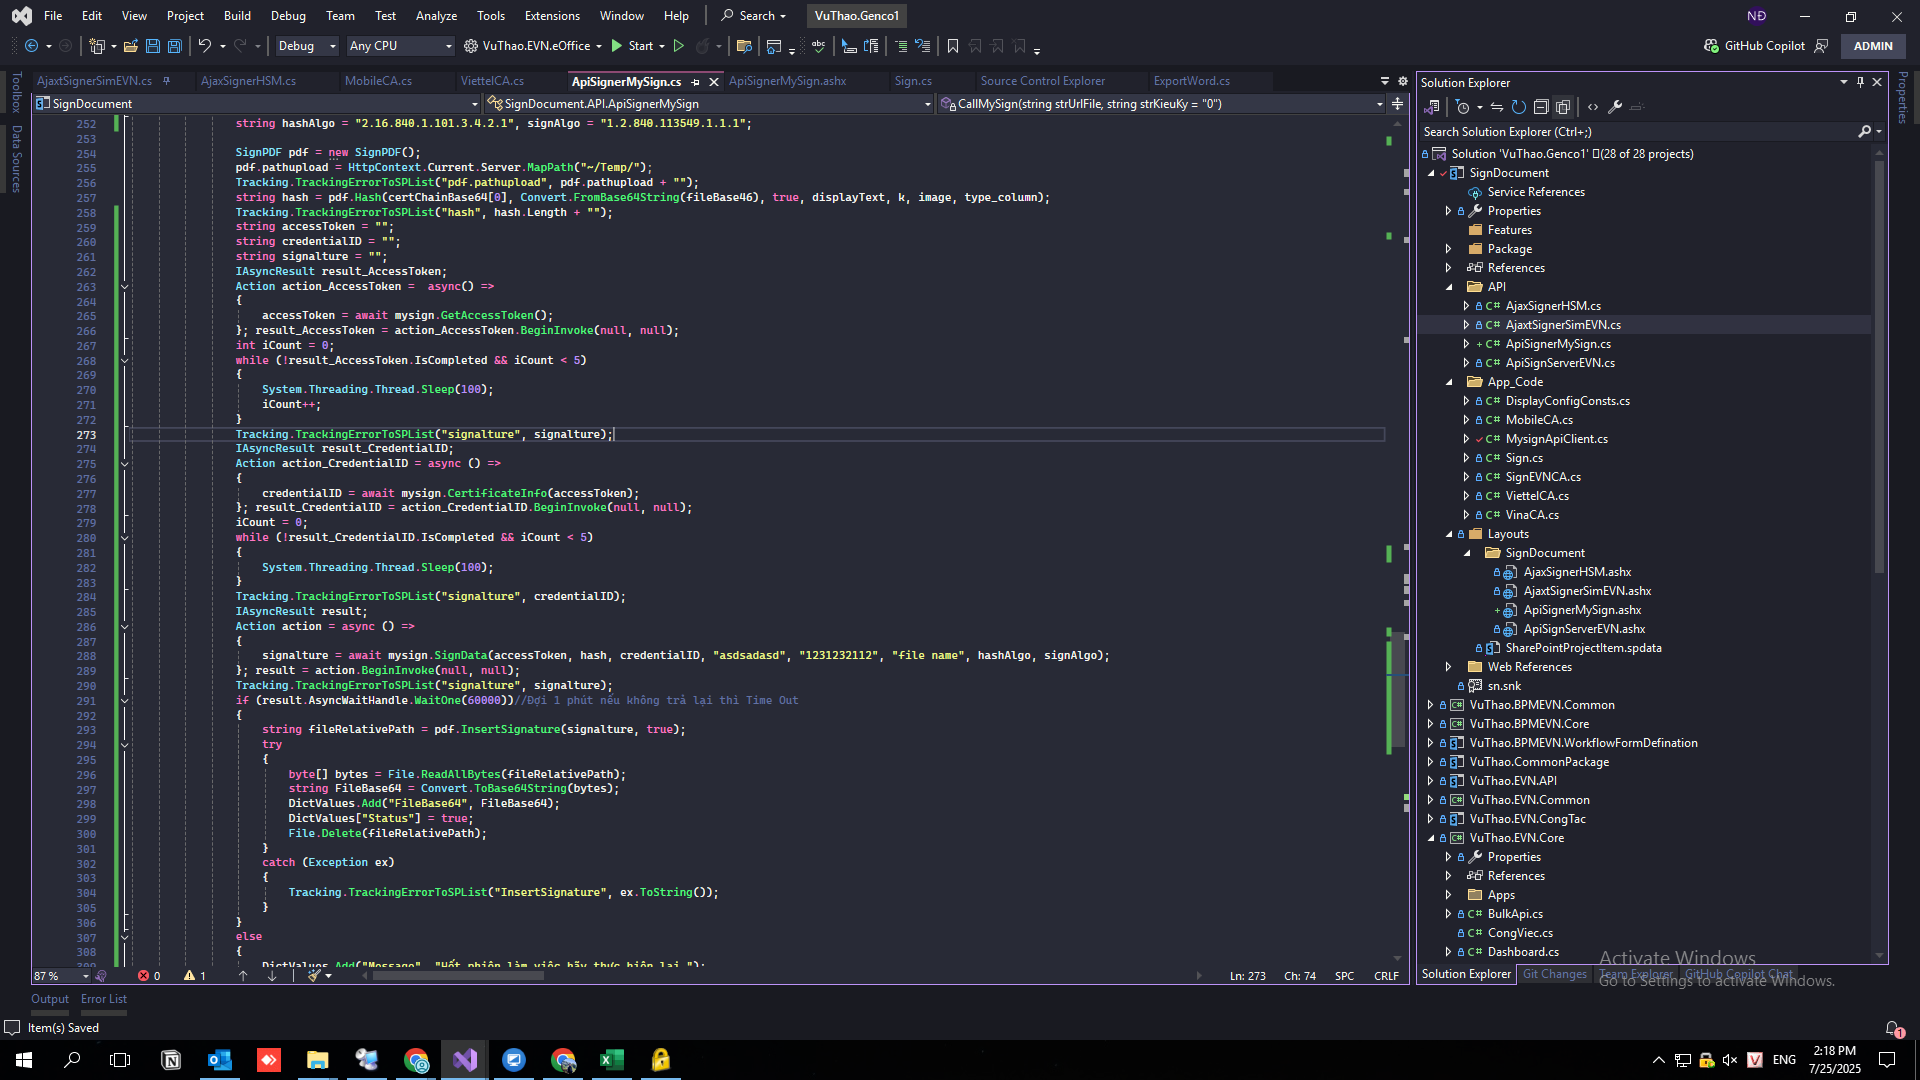 File Edit View Project Build Debug Team Test Analyze Tools Extensions Window Help Search VuThao.Genco1 NĐ
Debug Any CPU VuThao.EVN.eOffice Start GitHub Copilot ADMIN
AjaxtSignerSimEVN.cs AjaxSignerHSM.cs MobileCA.cs ViettelCA.cs ApiSignerMySign.cs ApiSignerMySign.ashx Sign.cs Source Control Explorer ExportWord.cs
SignDocument SignDocument.API.ApiSignerMySign CallMySign(string strUrlFile, string strKieuKy = "0")
Toolbox
Data Sources
252 string hashAlgo = "2.16.840.1.101.3.4.2.1", signAlgo = "1.2.840.113549.1.1.1";
253
254 SignPDF pdf = new SignPDF();
255 pdf.pathupload = HttpContext.Current.Server.MapPath("~/Temp/");
256 Tracking.TrackingErrorToSPList("pdf.pathupload", pdf.pathupload + "");
257 string hash = pdf.Hash(certChainBase64[0], Convert.FromBase64String(fileBase46), true, displayText, k, image, type_column);
258 Tracking.TrackingErrorToSPList("hash", hash.Length + "");
259 string accessToken = "";
260 string credentialID = "";
261 string signalture = "";
262 IAsyncResult result_AccessToken;
263 Action action_AccessToken =  async() =>
264 {
265 accessToken = await mysign.GetAccessToken();
266 }; result_AccessToken = action_AccessToken.BeginInvoke(null, null);
267 int iCount = 0;
268 while (!result_AccessToken.IsCompleted && iCount < 5)
269 {
270 System.Threading.Thread.Sleep(100);
271 iCount++;
272 }
273 Tracking.TrackingErrorToSPList("signalture", signalture);
274 IAsyncResult result_CredentialID;
275 Action action_CredentialID = async () =>
276 {
277 credentialID = await mysign.CertificateInfo(accessToken);
278 }; result_CredentialID = action_CredentialID.BeginInvoke(null, null);
279 iCount = 0;
280 while (!result_CredentialID.IsCompleted && iCount < 5)
281 {
282 System.Threading.Thread.Sleep(100);
283 }
284 Tracking.TrackingErrorToSPList("signalture", credentialID);
285 IAsyncResult result;
286 Action action = async () =>
287 {
288 signalture = await mysign.SignData(accessToken, hash, credentialID, "asdsadasd", "1231232112", "file name", hashAlgo, signAlgo);
289 }; result = action.BeginInvoke(null, null);
290 Tracking.TrackingErrorToSPList("signalture", signalture);
291 if (result.AsyncWaitHandle.WaitOne(60000))//Đợi 1 phút nếu không trả lại thì Time Out
292 {
293 string fileRelativePath = pdf.InsertSignature(signalture, true);
294 try
295 {
296 byte[] bytes = File.ReadAllBytes(fileRelativePath);
297 string FileBase64 = Convert.ToBase64String(bytes);
298 DictValues.Add("FileBase64", FileBase64);
299 DictValues["Status"] = true;
300 File.Delete(fileRelativePath);
301 }
302 catch (Exception ex)
303 {
304 Tracking.TrackingErrorToSPList("InsertSignature", ex.ToString());
305 }
306 }
307 else
308 {
309 DictValues.Add("Message", "Hết phiên làm việc hãy thực hiện lại.");
87 % 0 1 Ln: 273 Ch: 74 SPC CRLF
Output Error List
Item(s) Saved
Solution Explorer
Search Solution Explorer (Ctrl+;)
Solution 'VuThao.Genco1' (28 of 28 projects)
SignDocument
Service References
Properties
Features
Package
References
API
C# AjaxSignerHSM.cs
C# AjaxtSignerSimEVN.cs
C# ApiSignerMySign.cs
C# ApiSignServerEVN.cs
App_Code
C# DisplayConfigConsts.cs
C# MobileCA.cs
C# MysignApiClient.cs
C# Sign.cs
C# SignEVNCA.cs
C# ViettelCA.cs
C# VinaCA.cs
Layouts
SignDocument
AjaxSignerHSM.ashx
AjaxtSignerSimEVN.ashx
ApiSignerMySign.ashx
ApiSignServerEVN.ashx
SharePointProjectItem.spdata
Web References
sn.snk
VuThao.BPMEVN.Common
VuThao.BPMEVN.Core
VuThao.BPMEVN.WorkflowFormDefination
VuThao.CommonPackage
VuThao.EVN.API
VuThao.EVN.Common
VuThao.EVN.CongTac
VuThao.EVN.Core
Properties
References
Apps
C# BulkApi.cs
C# CongViec.cs
C# Dashboard.cs
Solution Explorer Git Changes Team Explorer GitHub Copilot Chat
Properties
Activate Windows
Go to Settings to activate Windows.
1
V ENG 2:18 PM
7/25/2025